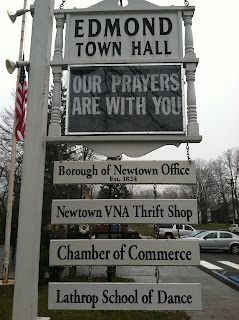 EDMOND
TOWN HALL
OUR PRAYERS
ARE WITH YOU
Borough of Newtown Office
Est. 1824
Newtown VNA Thrift Shop
Chamber of Commerce
Lathrop School of Dance